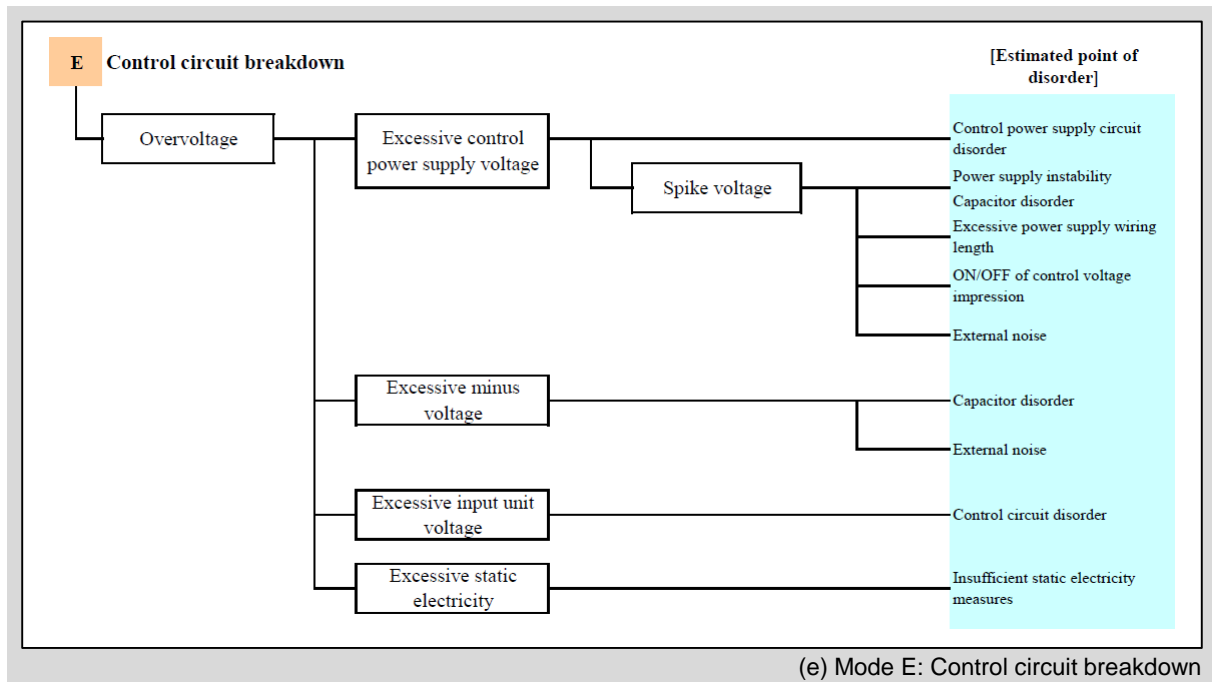 E Control circuit breakdown
[Estimated point of
disorder]
Overvoltage
Excessive control
power supply voltage
Control power supply circuit
disorder
Spike voltage
Power supply instability
Capacitor disorder
Excessive power supply wiring
length
ON/OFF of control voltage
impression
External noise
Excessive minus
voltage
Capacitor disorder
External noise
Excessive input unit
voltage
Control circuit disorder
Excessive static
electricity
Insufficient static electricity
measures
(e) Mode E: Control circuit breakdown